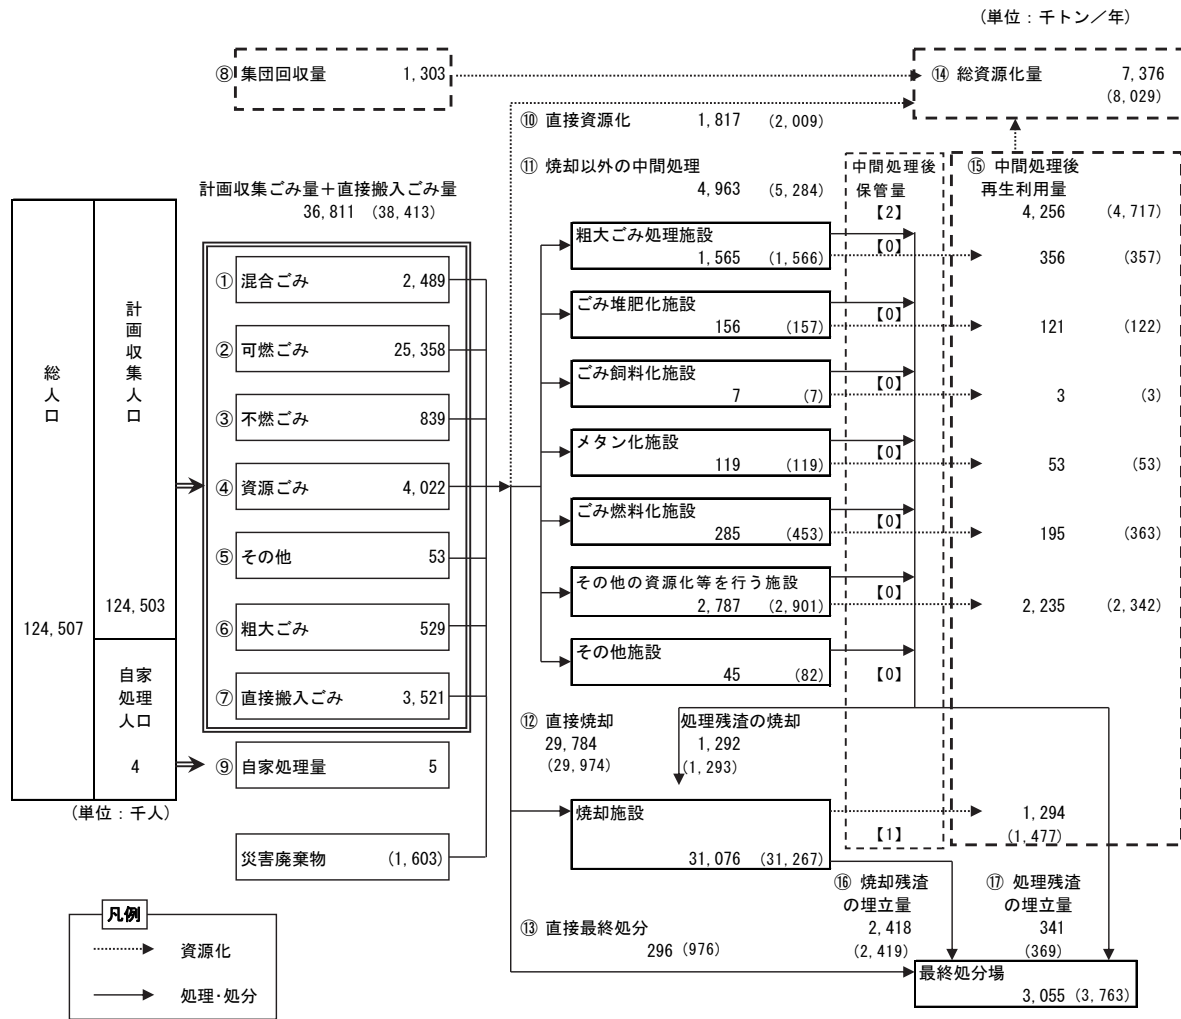 (単位：千トン／年)
⑧ 集団回収量 1,303
⑭ 総資源化量 7,376
(8,029)
⑩ 直接資源化 1,817 (2,009)
⑪ 焼却以外の中間処理
4,963 (5,284)
中間処理後
保管量
【2】
⑮ 中間処理後
再生利用量
4,256 (4,717)
計画収集ごみ量＋直接搬入ごみ量
36,811 (38,413)
総人口
124,507
計画収集人口
124,503
自家
処理
人口
4
(単位：千人)
① 混合ごみ 2,489
② 可燃ごみ 25,358
③ 不燃ごみ 839
④ 資源ごみ 4,022
⑤ その他 53
⑥ 粗大ごみ 529
⑦ 直接搬入ごみ 3,521
⑨ 自家処理量 5
災害廃棄物 (1,603)
粗大ごみ処理施設
1,565 (1,566)
【0】
356 (357)
ごみ堆肥化施設
156 (157)
【0】
121 (122)
ごみ飼料化施設
7 (7)
【0】
3 (3)
メタン化施設
119 (119)
【0】
53 (53)
ごみ燃料化施設
285 (453)
【0】
195 (363)
その他の資源化等を行う施設
2,787 (2,901)
【0】
2,235 (2,342)
その他施設
45 (82)
【0】
⑫ 直接焼却
29,784
(29,974)
処理残渣の焼却
1,292
(1,293)
焼却施設
31,076 (31,267)
【1】
1,294
(1,477)
⑬ 直接最終処分
296 (976)
⑯ 焼却残渣
の埋立量
2,418
(2,419)
⑰ 処理残渣
の埋立量
341
(369)
最終処分場
3,055 (3,763)
凡例
資源化
処理・処分